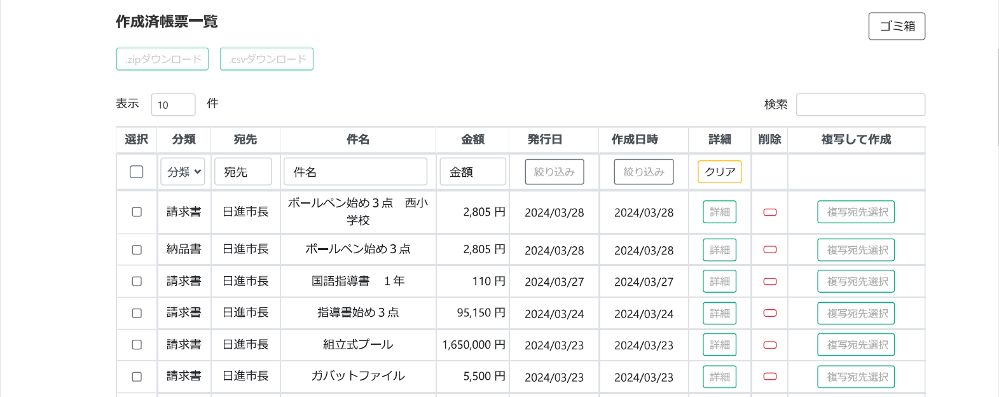 作成済帳票一覧
ゴミ箱
.zipダウンロード .csvダウンロード
表示 10 件 検索
選択 分類 宛先 件名 金額 発行日 作成日時 詳細 削除 複写して作成
分類 宛先 件名 金額 絞り込み 絞り込み クリア
請求書 日進市長 ボールペン始め３点　西小学校 2,805 円 2024/03/28 2024/03/28 詳細 複写宛先選択
納品書 日進市長 ボールペン始め３点 2,805 円 2024/03/28 2024/03/28 詳細 複写宛先選択
請求書 日進市長 国語指導書　１年 110 円 2024/03/27 2024/03/27 詳細 複写宛先選択
請求書 日進市長 指導書始め３点 95,150 円 2024/03/24 2024/03/24 詳細 複写宛先選択
請求書 日進市長 組立式プール 1,650,000 円 2024/03/23 2024/03/23 詳細 複写宛先選択
請求書 日進市長 ガバットファイル 5,500 円 2024/03/23 2024/03/23 詳細 複写宛先選択